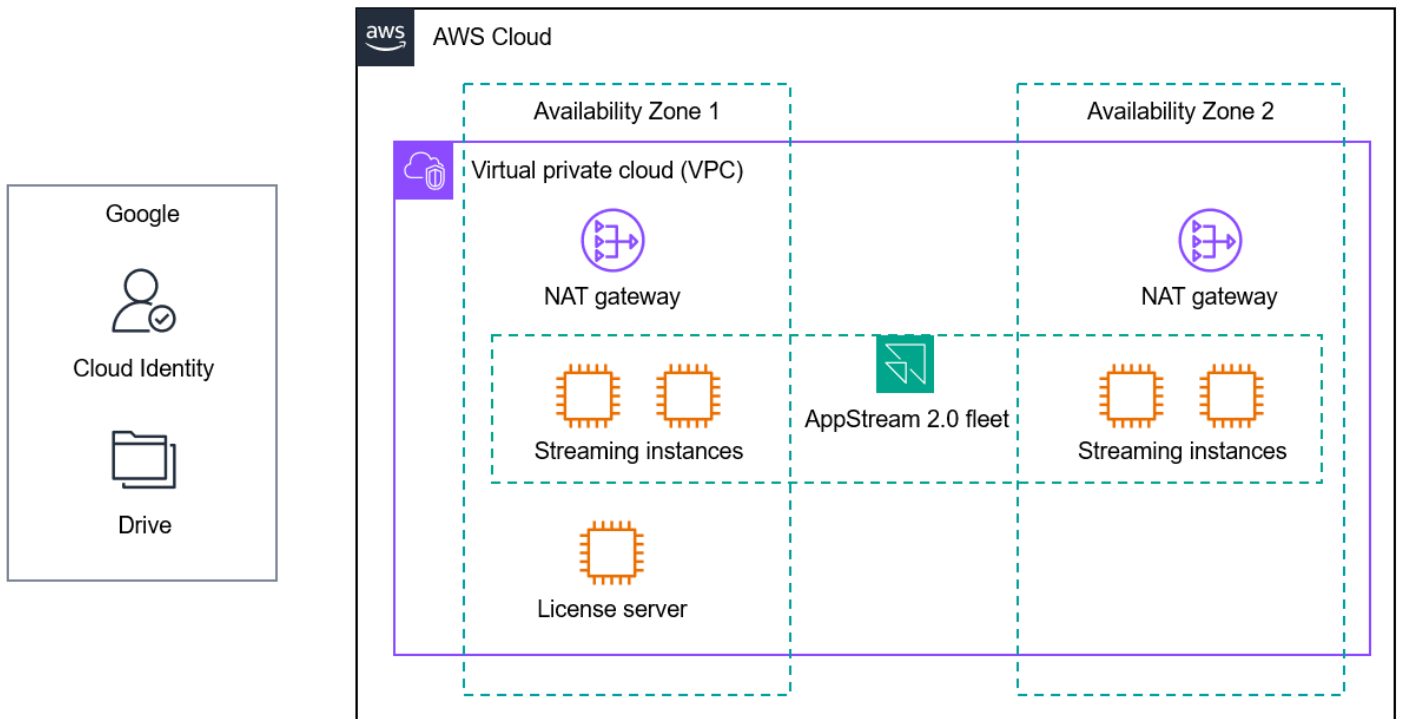 aws
AWS Cloud
Availability Zone 1
Availability Zone 2
Virtual private cloud (VPC)
Google
NAT gateway
NAT gateway
Cloud Identity
AppStream 2.0 fleet
Streaming instances
Streaming instances
Drive
License server